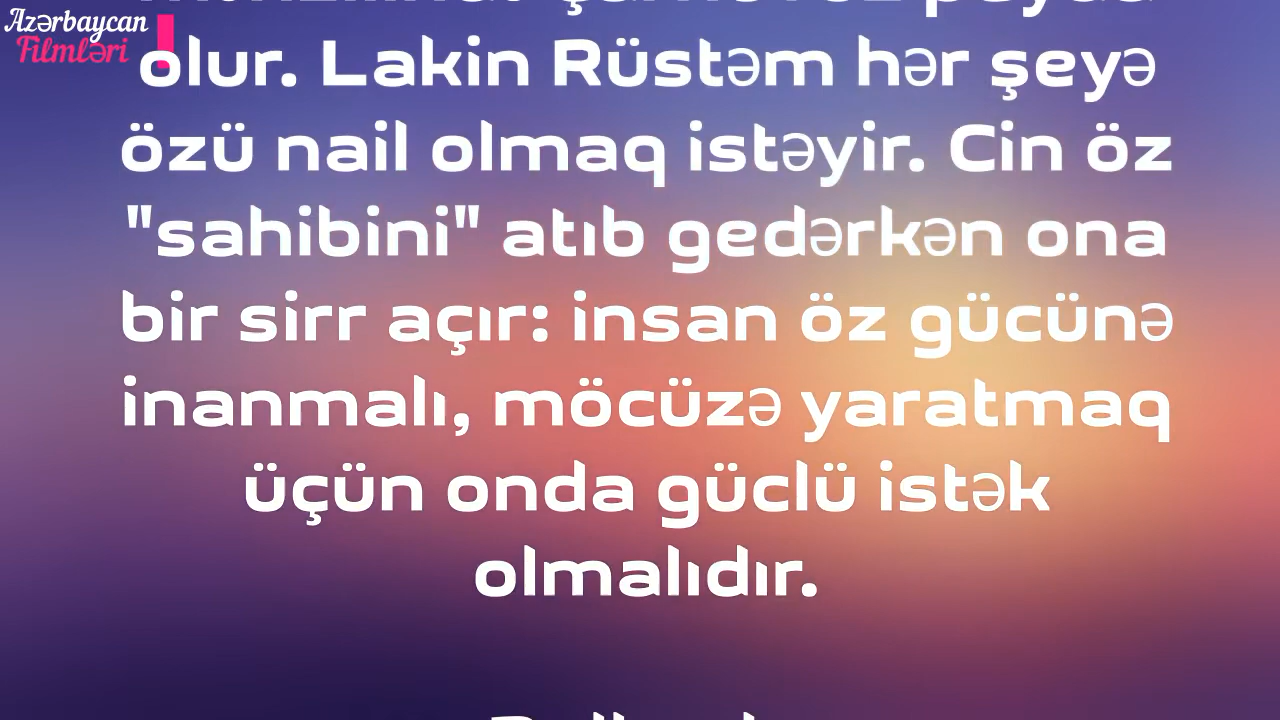 Azərbaycan
Filmləri
olur. Lakin Rüstəm hər şeyə
özü nail olmaq istəyir. Cin öz
"sahibini" atıb gedərkən ona
bir sirr açır: insan öz gücünə
inanmalı, möcüzə yaratmaq
üçün onda güclü istək
olmalıdır.